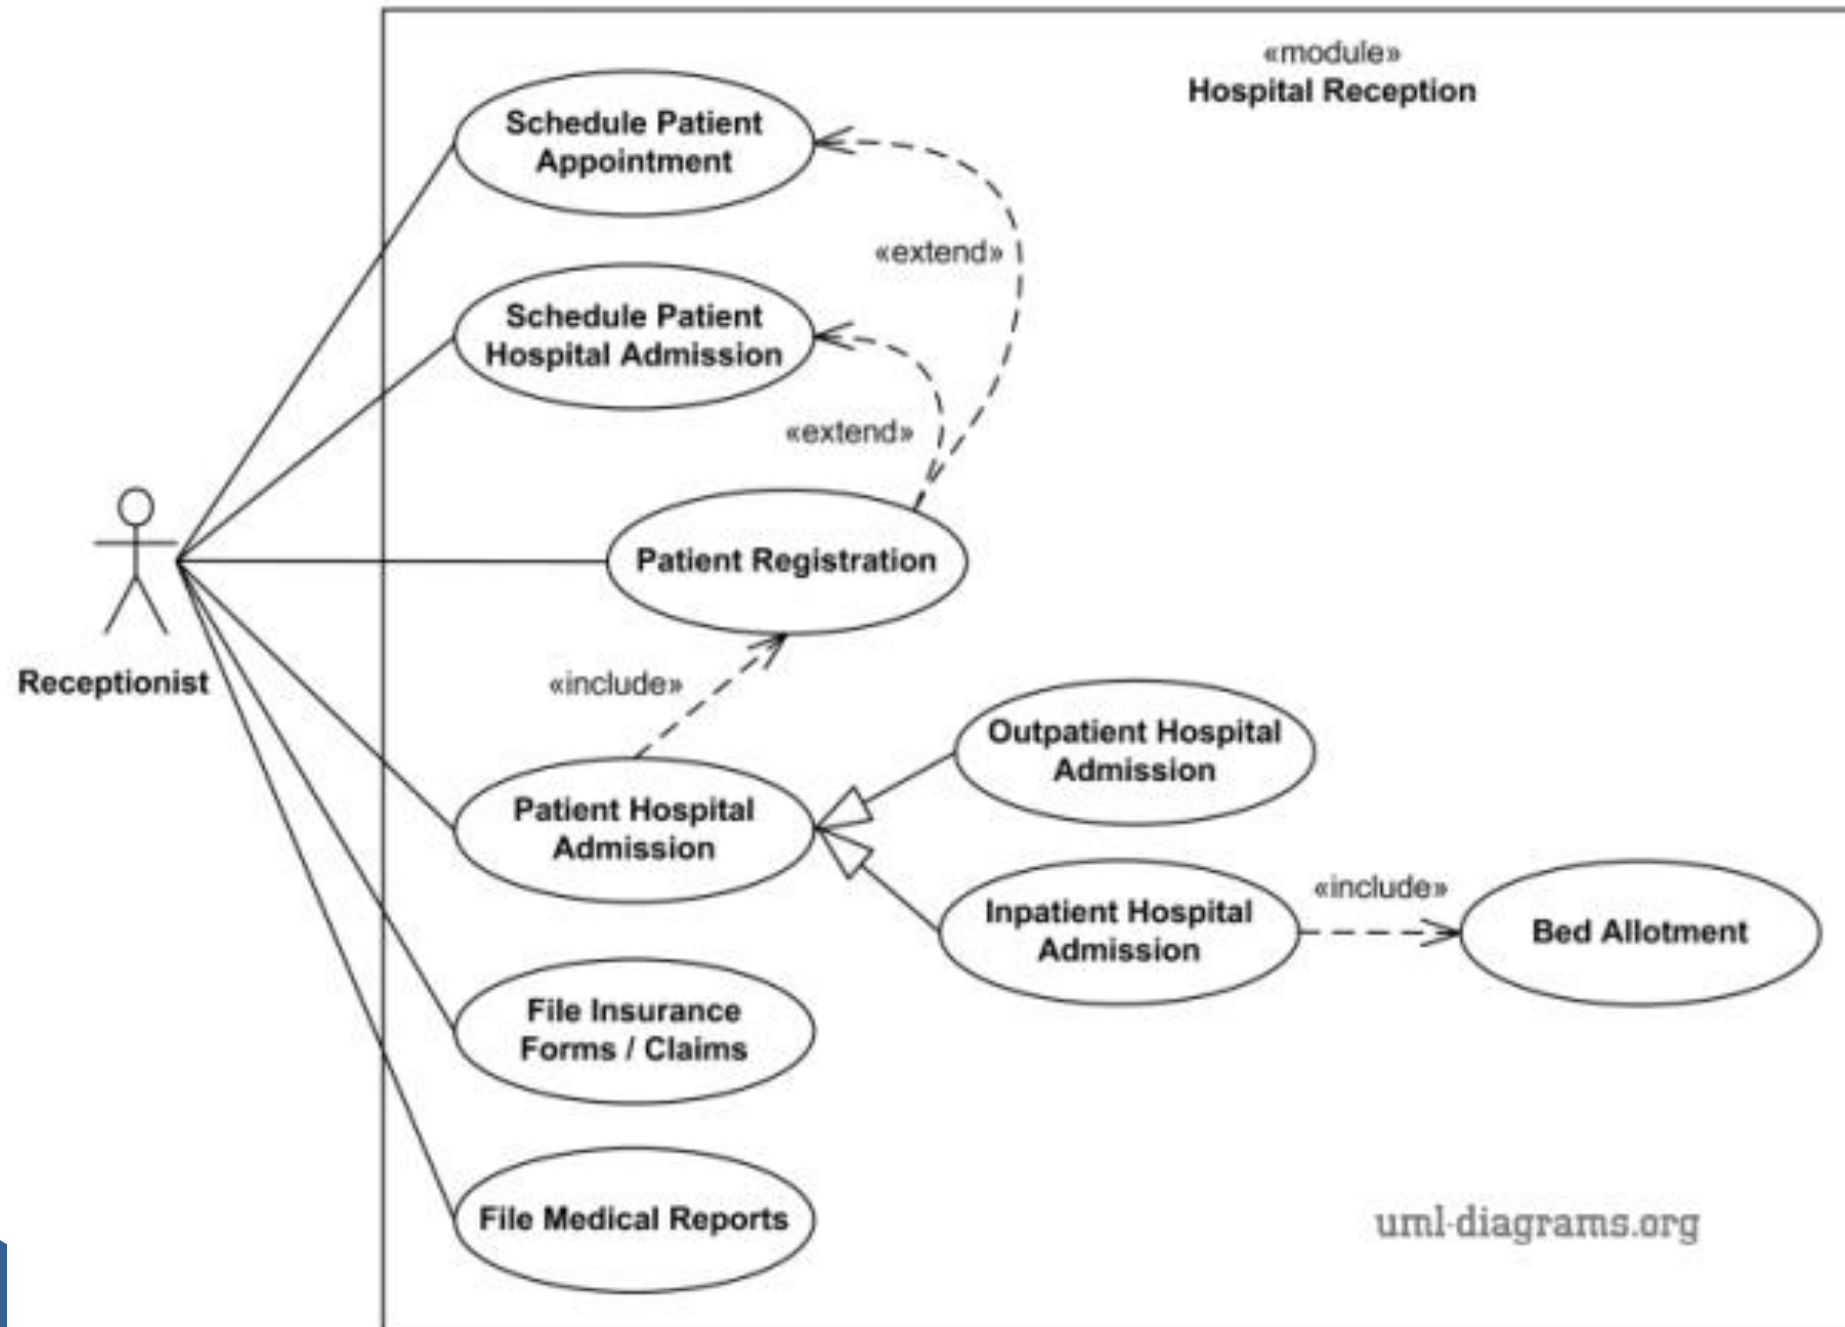 «module»
Hospital Reception
Schedule Patient
Appointment
«extend»
Schedule Patient
Hospital Admission
«extend»
Patient Registration
Receptionist
«include»
Outpatient Hospital
Admission
Patient Hospital
Admission
Inpatient Hospital
Admission
«include»
Bed Allotment
File Insurance
Forms / Claims
File Medical Reports
uml-diagrams.org